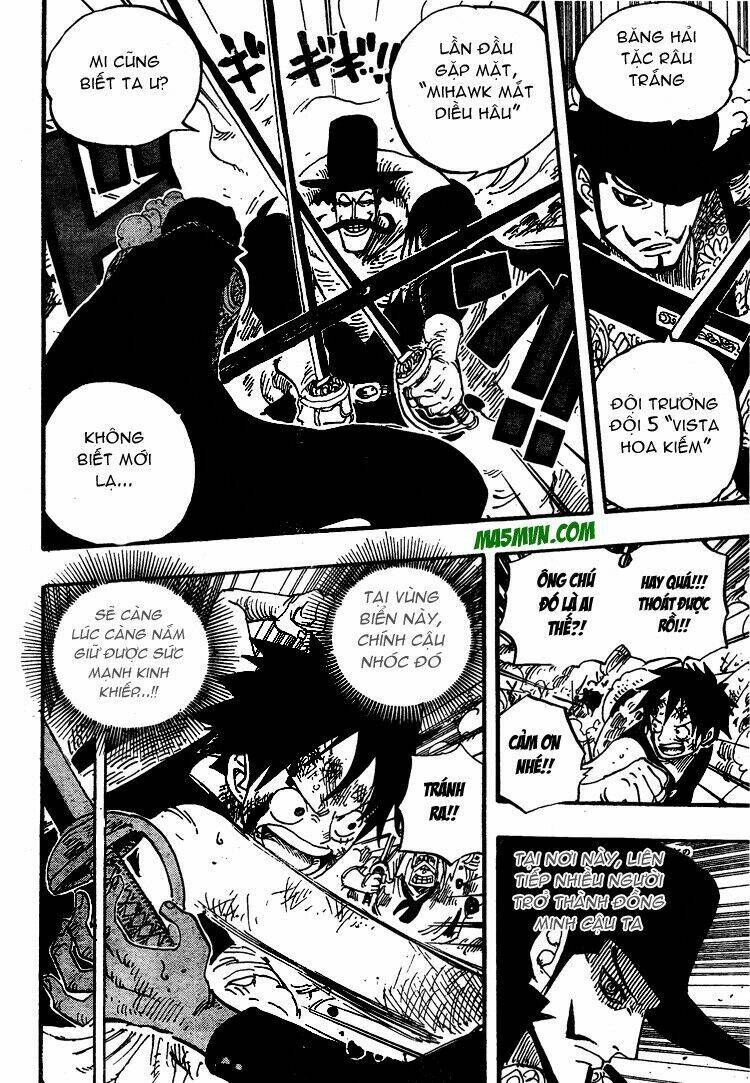 BĂNG HẢI
TẶC RÂU
TRẮNG
LẦN ĐẦU
GẶP MẶT,
"MIHAWK MẮT
DIỀU HÂU"
ギギギ!!
MI CŨNG
BIẾT TA Ư?
ĐỘI TRƯỞNG
ĐỘI 5 "VISTA
HOA KIẾM"
KHÔNG
BIẾT MỚI
LẠ...
MA5MVN.COM
HAY QUÁ!!!
THOÁT ĐƯỢC
RỒI!!
ÔNG CHÚ
ĐÓ LÀ AI
THẾ?!
CẢM ƠN
NHÉ!!
TẠI NƠI NÀY, LIÊN
TIẾP NHIỀU NGƯỜI
TRỞ THÀNH ĐỒNG
MINH CẬU TA
TẠI VÙNG
BIỂN NÀY,
CHÍNH CẬU
NHÓC ĐÓ
SẼ CÀNG
LÚC CÀNG NẮM
GIỮ ĐƯỢC SỨC
MẠNH KINH
KHIẾP...!!
TRÁNH
RA!!